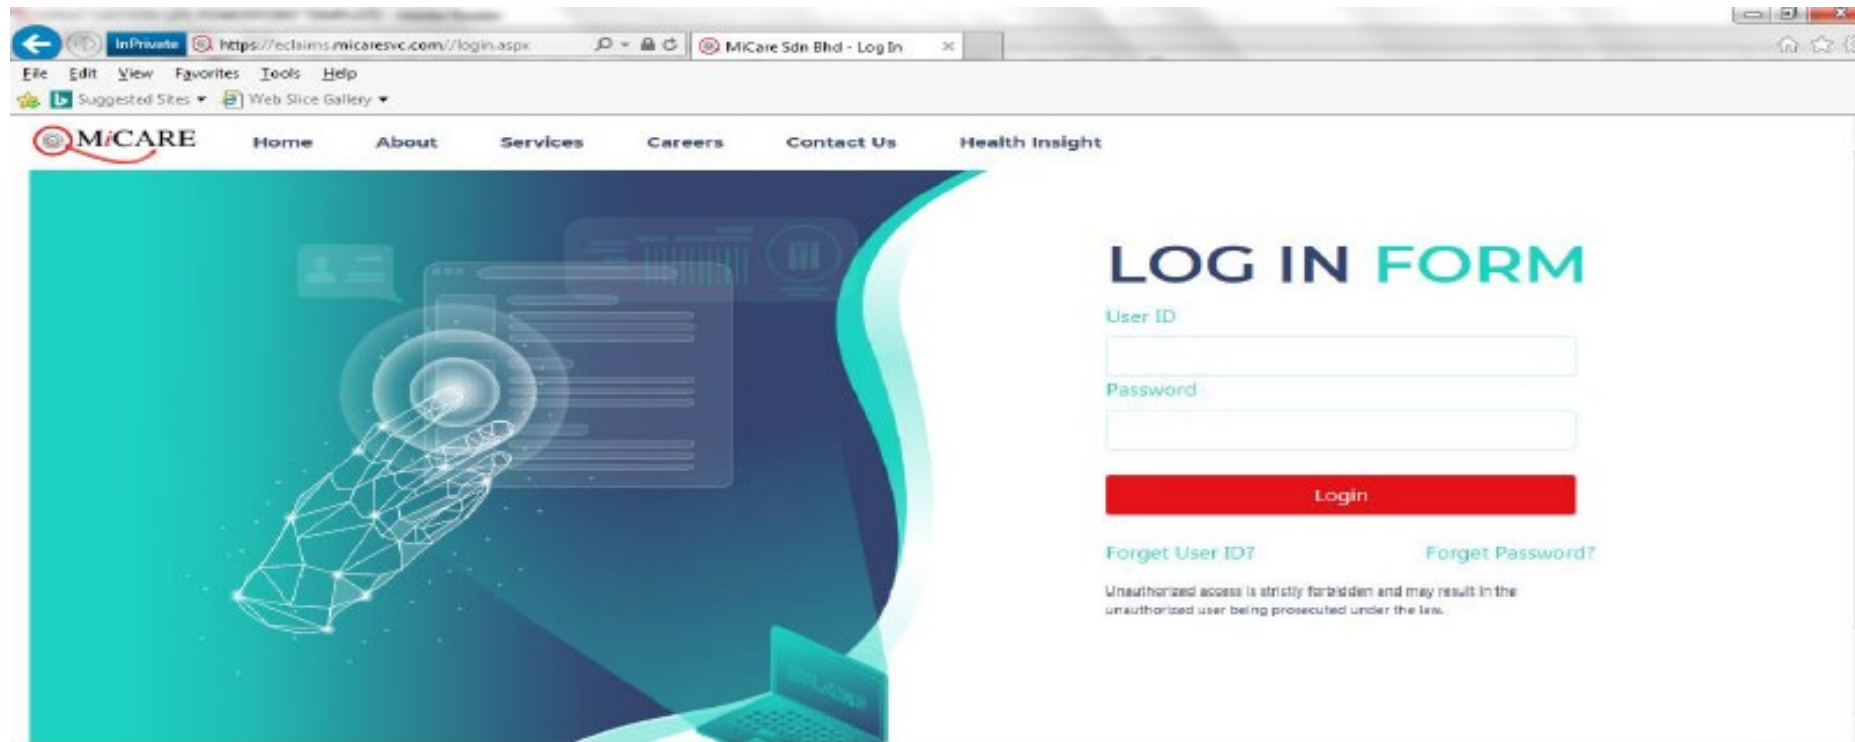 InPrivate https://eclaims.micaresvc.com//login.aspx MiCare Sdn Bhd - Log In
File Edit View Favorites Tools Help
Suggested Sites Web Slice Gallery
MiCARE Home About Services Careers Contact Us Health Insight
LOG IN FORM
User ID
Password
Login
Forget User ID? Forget Password?
Unauthorized access is strictly forbidden and may result in the
unauthorized user being prosecuted under the law.